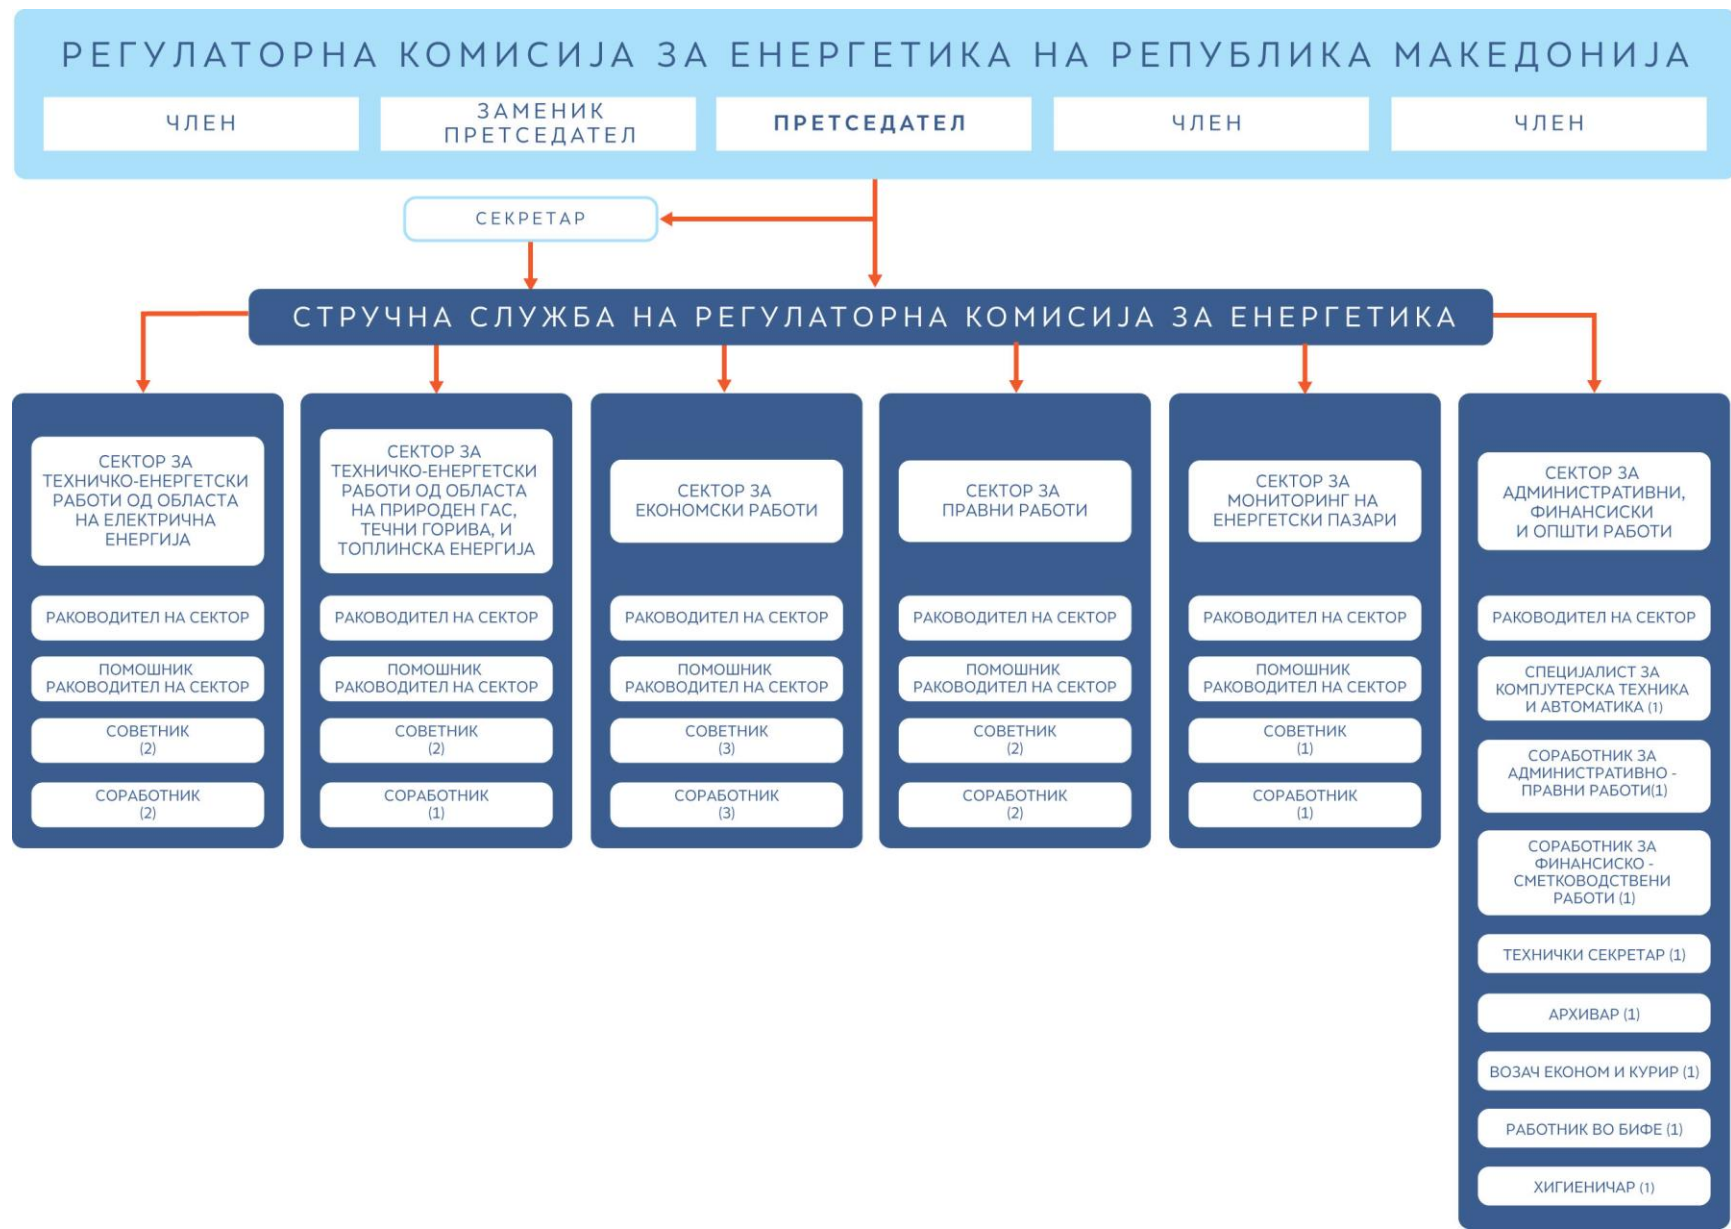 РЕГУЛАТОРНА КОМИСИЈА ЗА ЕНЕРГЕТИКА НА РЕПУБЛИКА МАКЕДОНИЈА
ЧЛЕН
ЗАМЕНИК
ПРЕТСЕДАТЕЛ
ПРЕТСЕДАТЕЛ
ЧЛЕН
ЧЛЕН
СЕКРЕТАР
СТРУЧНА СЛУЖБА НА РЕГУЛАТОРНА КОМИСИЈА ЗА ЕНЕРГЕТИКА
СЕКТОР ЗА
ТЕХНИЧКО-ЕНЕРГЕТСКИ
РАБОТИ ОД ОБЛАСТА
НА ЕЛЕКТРИЧНА
ЕНЕРГИЈА
РАКОВОДИТЕЛ НА СЕКТОР
ПОМОШНИК
РАКОВОДИТЕЛ НА СЕКТОР
СОВЕТНИК
(2)
СОРАБОТНИК
(2)
СЕКТОР ЗА
ТЕХНИЧКО-ЕНЕРГЕТСКИ
РАБОТИ ОД ОБЛАСТА
НА ПРИРОДЕН ГАС,
ТЕЧНИ ГОРИВА, И
ТОПЛИНСКА ЕНЕРГИЈА
РАКОВОДИТЕЛ НА СЕКТОР
ПОМОШНИК
РАКОВОДИТЕЛ НА СЕКТОР
СОВЕТНИК
(2)
СОРАБОТНИК
(1)
СЕКТОР ЗА
ЕКОНОМСКИ РАБОТИ
РАКОВОДИТЕЛ НА СЕКТОР
ПОМОШНИК
РАКОВОДИТЕЛ НА СЕКТОР
СОВЕТНИК
(3)
СОРАБОТНИК
(3)
СЕКТОР ЗА
ПРАВНИ РАБОТИ
РАКОВОДИТЕЛ НА СЕКТОР
ПОМОШНИК
РАКОВОДИТЕЛ НА СЕКТОР
СОВЕТНИК
(2)
СОРАБОТНИК
(2)
СЕКТОР ЗА
МОНИТОРИНГ НА
ЕНЕРГЕТСКИ ПАЗАРИ
РАКОВОДИТЕЛ НА СЕКТОР
ПОМОШНИК
РАКОВОДИТЕЛ НА СЕКТОР
СОВЕТНИК
(1)
СОРАБОТНИК
(1)
СЕКТОР ЗА
АДМИНИСТРАТИВНИ,
ФИНАНСИСКИ
И ОПШТИ РАБОТИ
РАКОВОДИТЕЛ НА СЕКТОР
СПЕЦИЈАЛИСТ ЗА
КОМПЈУТЕРСКА ТЕХНИКА
И АВТОМАТИКА (1)
СОРАБОТНИК ЗА
АДМИНИСТРАТИВНО -
ПРАВНИ РАБОТИ(1)
СОРАБОТНИК ЗА
ФИНАНСИСКО -
СМЕТКОВОДСТВЕНИ
РАБОТИ (1)
ТЕХНИЧКИ СЕКРЕТАР (1)
АРХИВАР (1)
ВОЗАЧ ЕКОНОМ И КУРИР (1)
РАБОТНИК ВО БИФЕ (1)
ХИГИЕНИЧАР (1)